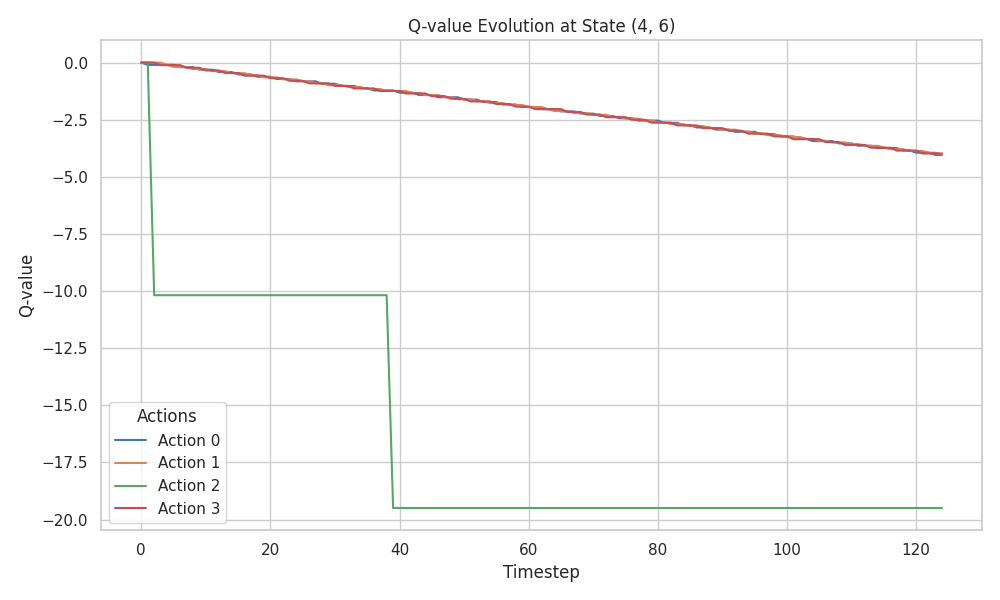 Q-value Evolution at State (4, 6)
Q-value
0.0
−2.5
−5.0
−7.5
−10.0
−12.5
−15.0
−17.5
−20.0
Actions
Action 0
Action 1
Action 2
Action 3
0 20 40 60 80 100 120
Timestep